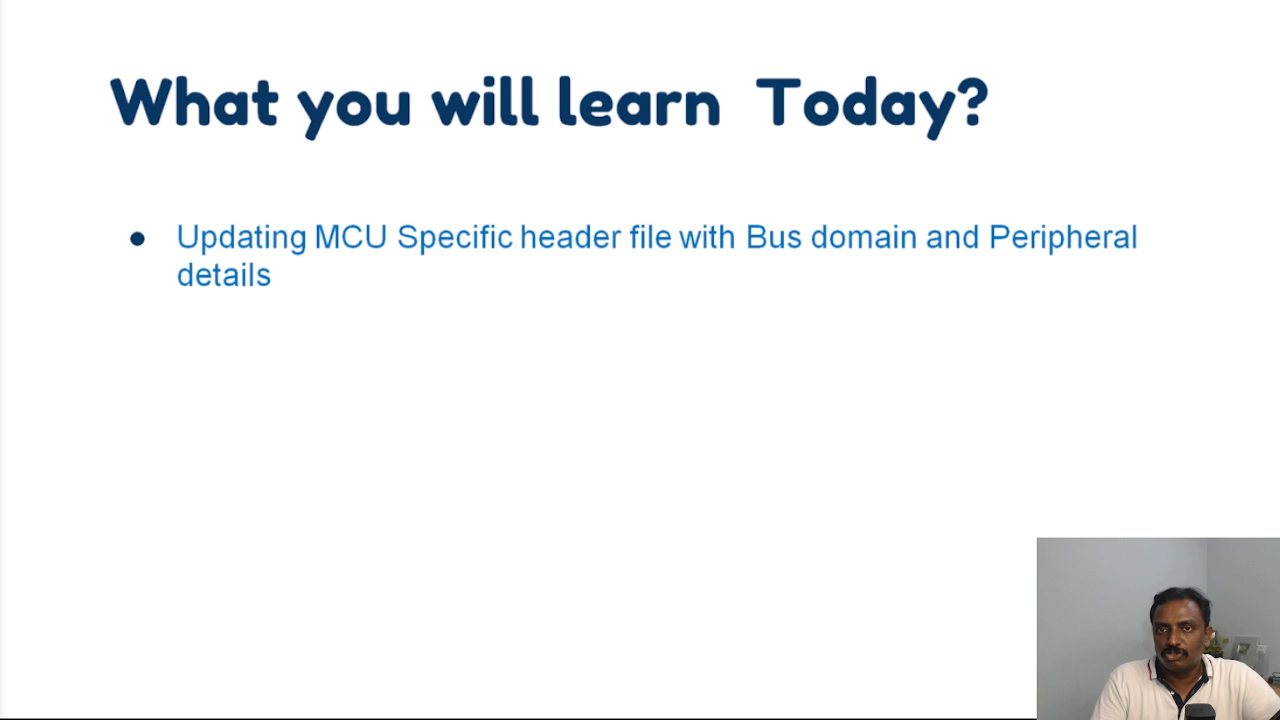 What you will learn Today?
● Updating MCU Specific header file with Bus domain and Peripheral
details